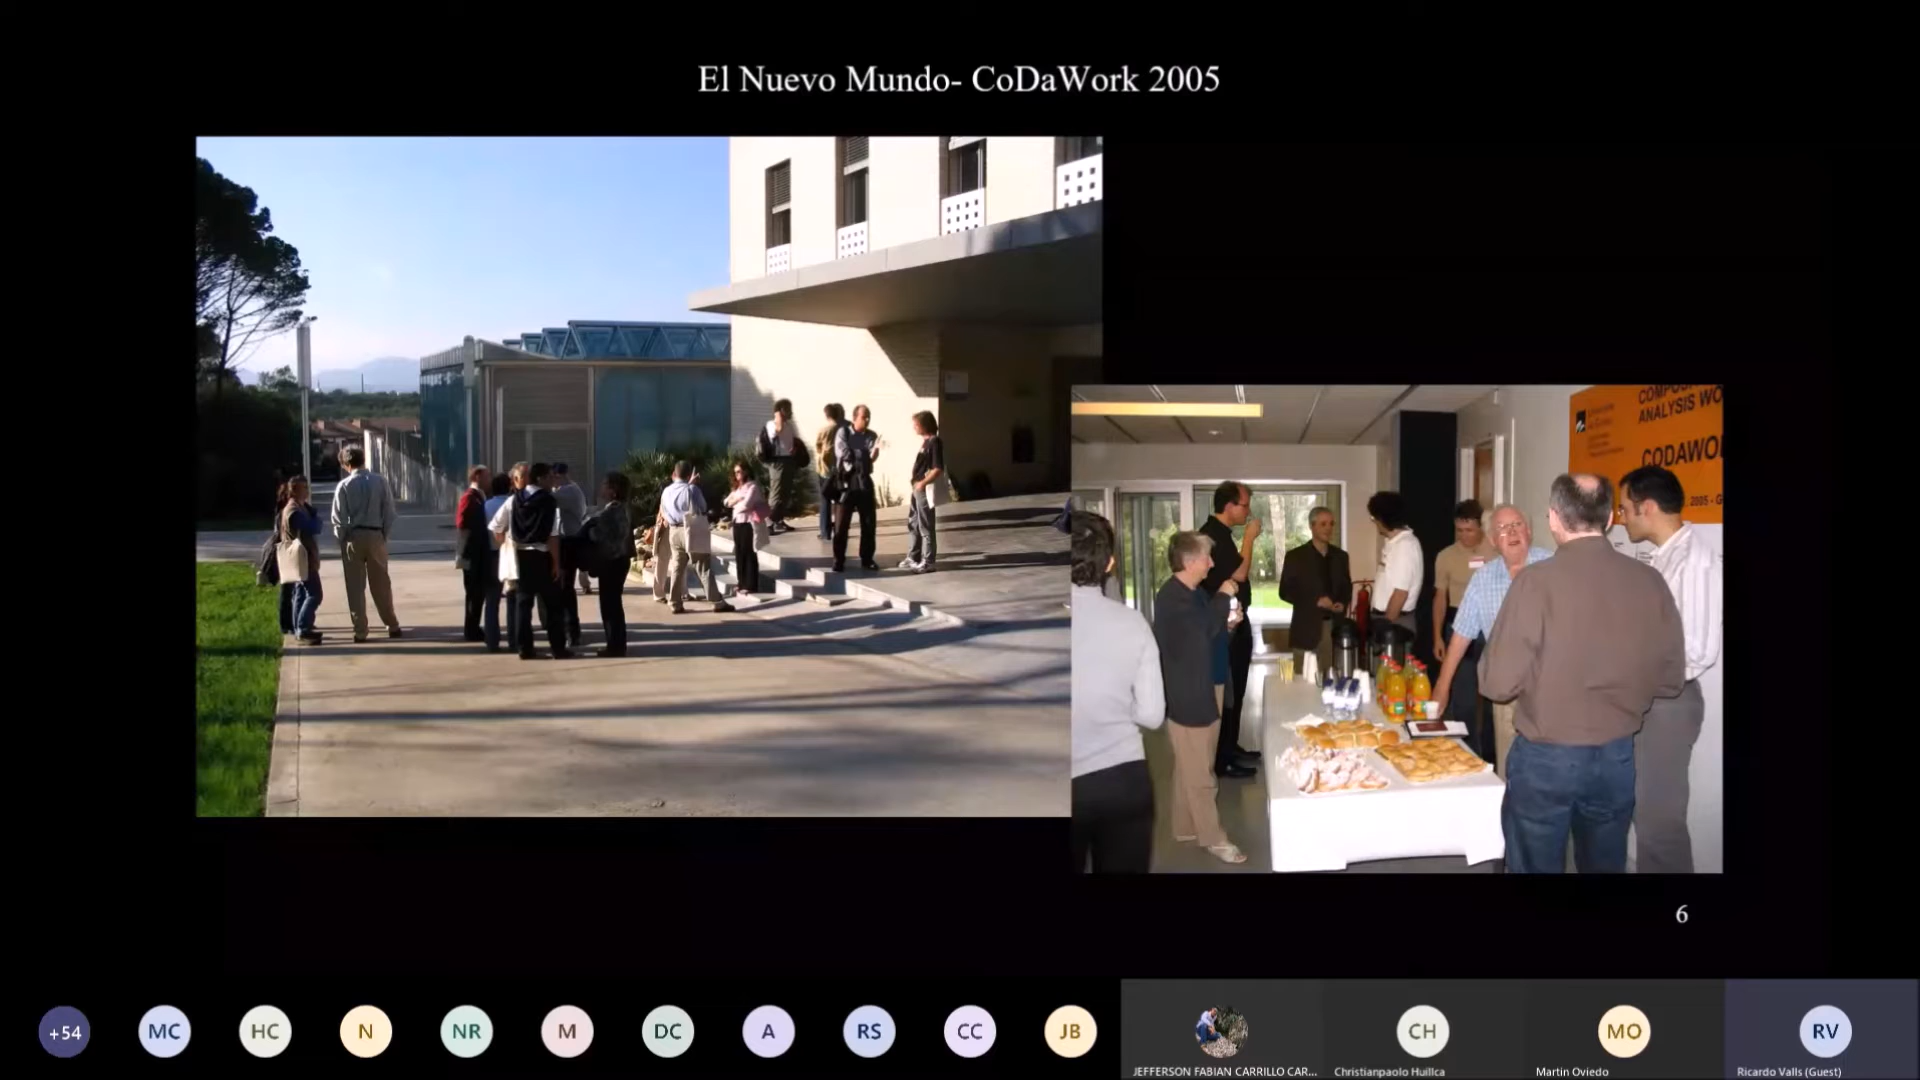 El Nuevo Mundo- CoDaWork 2005
ANALYSIS WO
CODAWO
2005 - G
6
+54
MC
HC
N
NR
M
DC
A
RS
CC
JB
CH
MO
RV
JEFFERSON FABIAN CARRILLO CAR...
Christianpaolo Huillca
Martin Oviedo
Ricardo Valls (Guest)